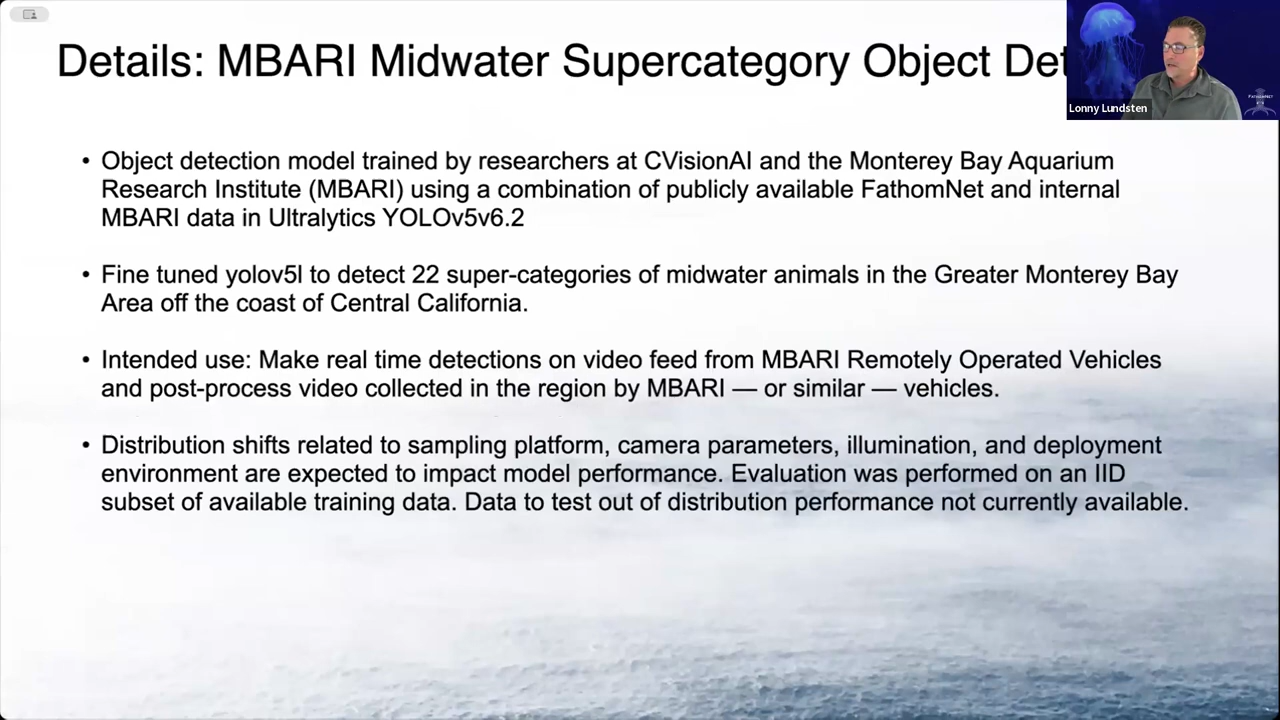 Details: MBARI Midwater Supercategory Object
Lonny Lundsten
FATHOMNET
• Object detection model trained by researchers at CVisionAI and the Monterey Bay Aquarium
Research Institute (MBARI) using a combination of publicly available FathomNet and internal
MBARI data in Ultralytics YOLOv5v6.2
• Fine tuned yolov5l to detect 22 super-categories of midwater animals in the Greater Monterey Bay
Area off the coast of Central California.
• Intended use: Make real time detections on video feed from MBARI Remotely Operated Vehicles
and post-process video collected in the region by MBARI — or similar — vehicles.
• Distribution shifts related to sampling platform, camera parameters, illumination, and deployment
environment are expected to impact model performance. Evaluation was performed on an IID
subset of available training data. Data to test out of distribution performance not currently available.